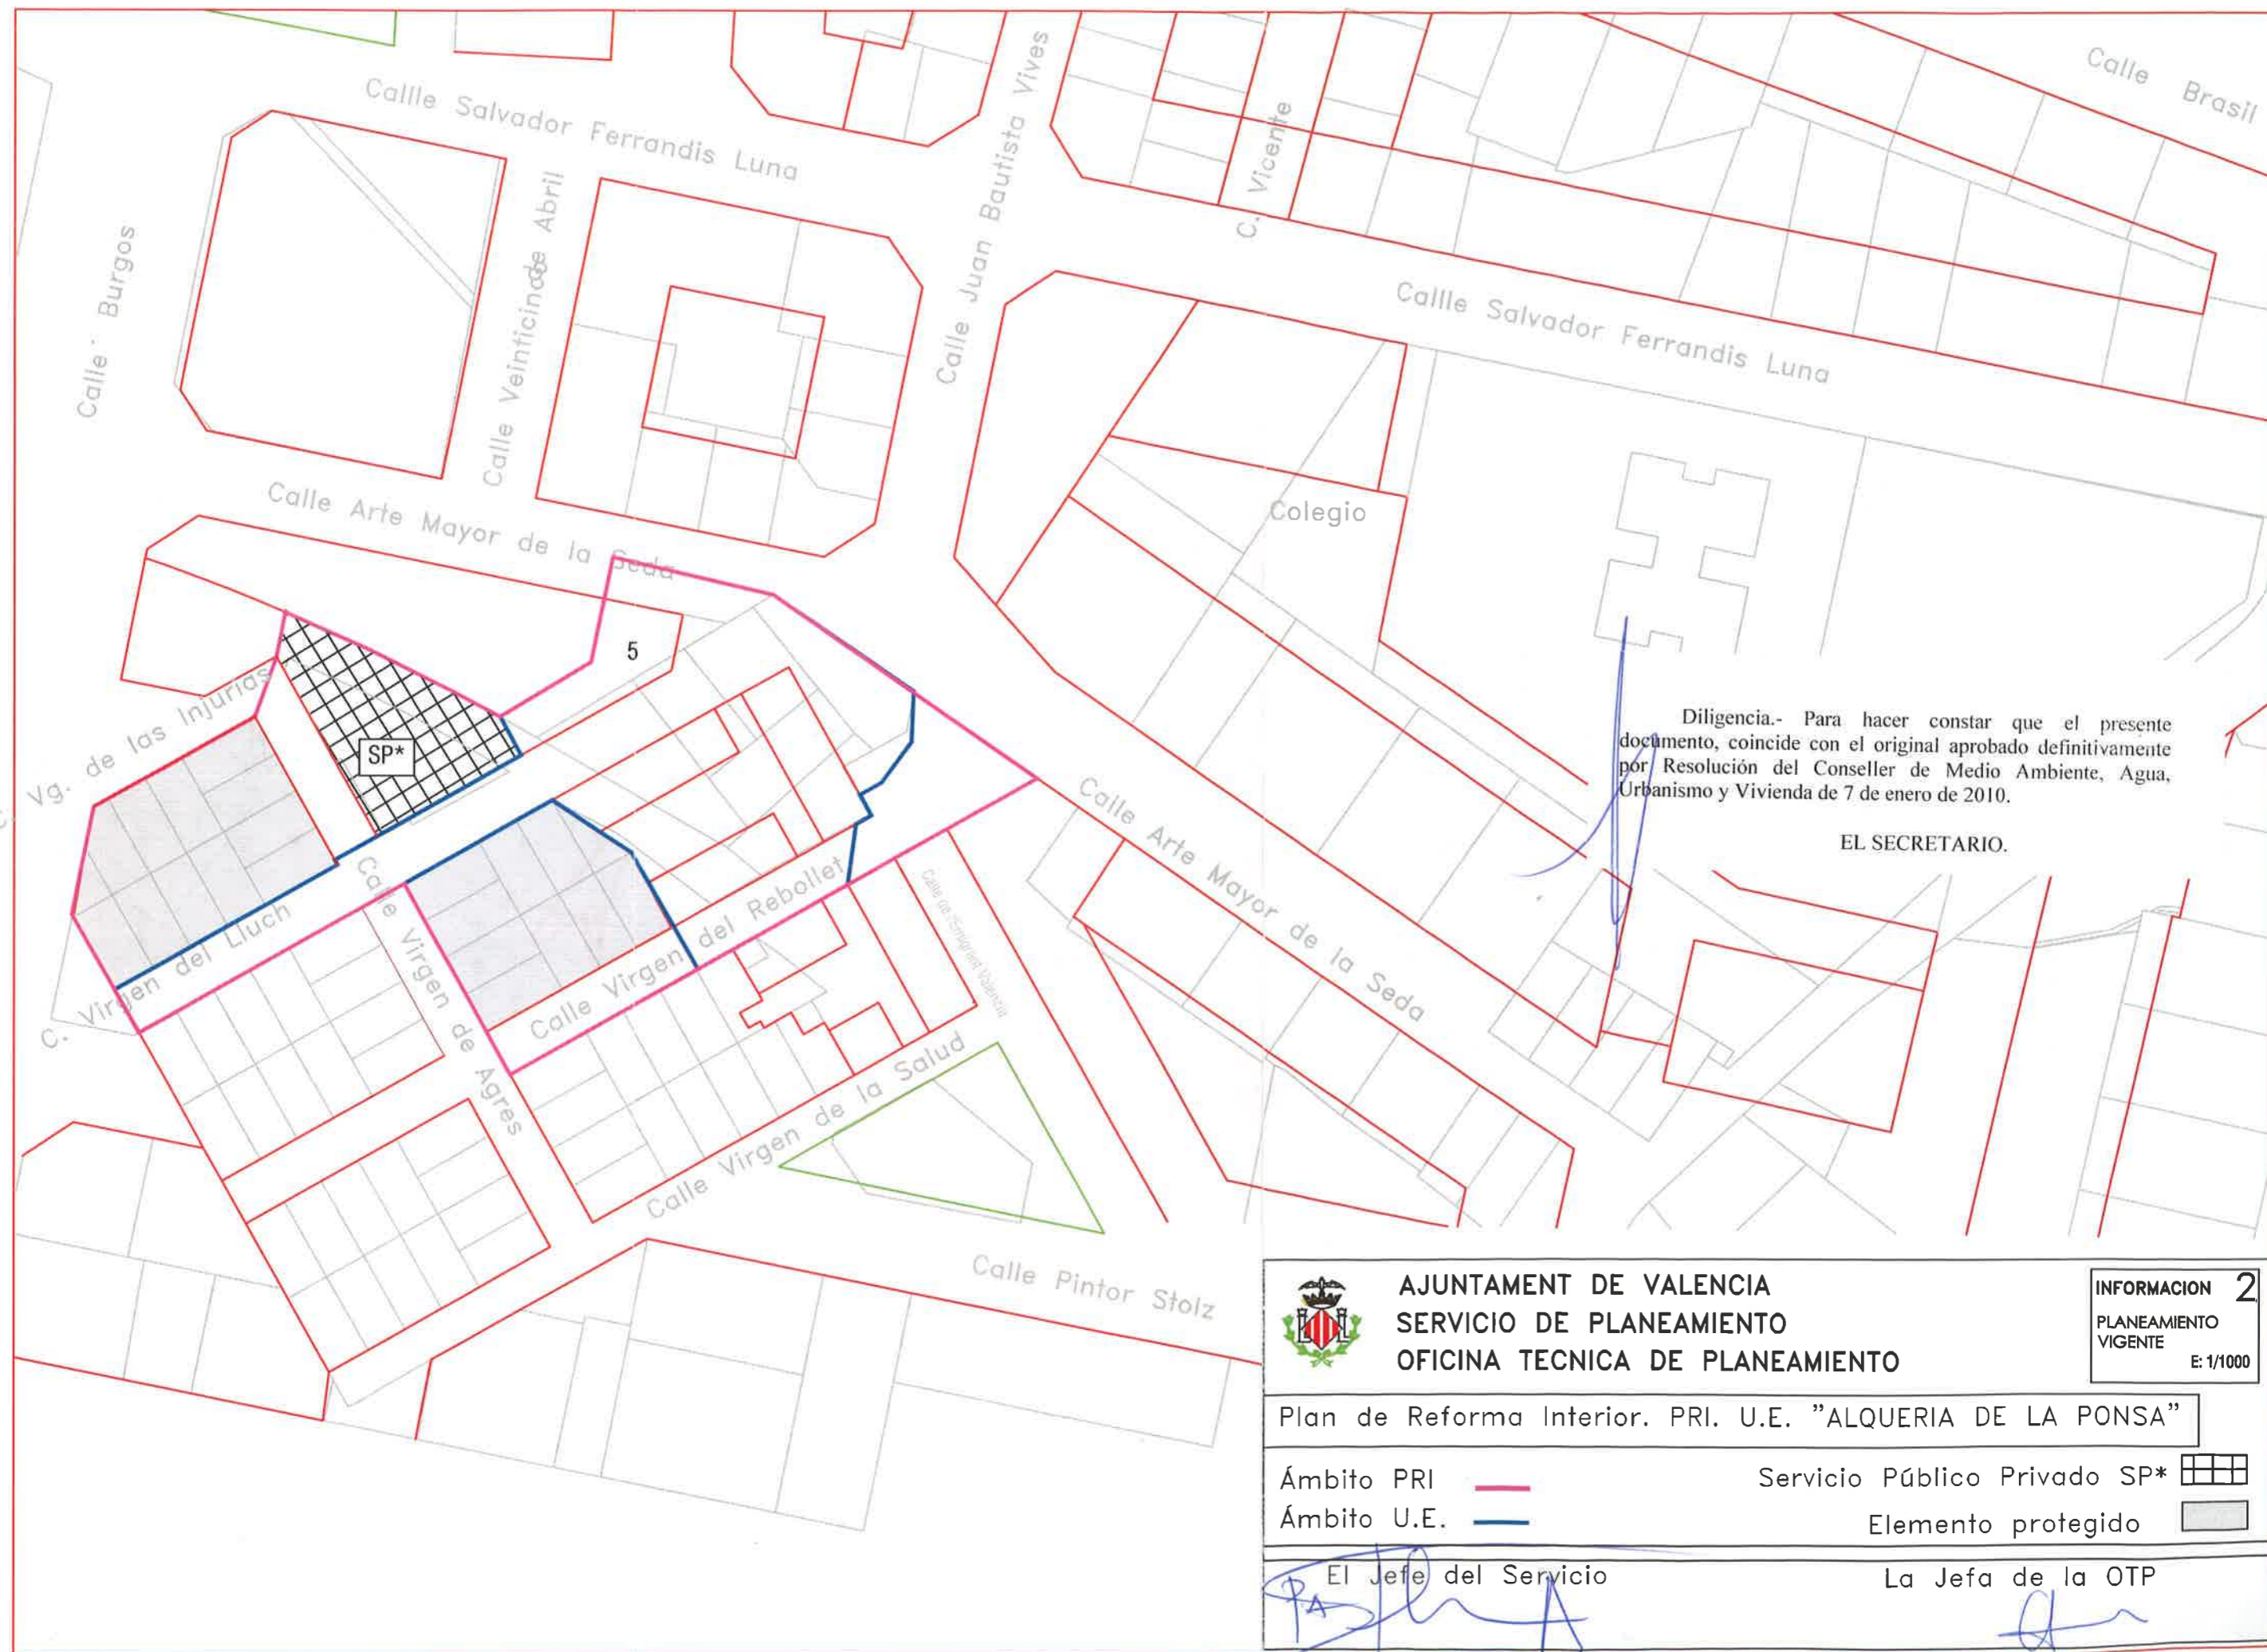 Calle Brasil
Callle Salvador Ferrandis Luna
Calle Juan Bautista Vives
C. Vicente
Calle Burgos
Calle Veinticinco de Abril
Callle Salvador Ferrandis Luna
Calle Arte Mayor de la Seda
Colegio
5
Vg. de las Injurias
SP*
C. Virgen del Lluch
Calle Virgen de Agres
Calle Virgen del Rebollet
Calle de l'Emigrant Valencià
Calle Arte Mayor de la Seda
Calle Virgen de la Salud
Calle Pintor Stolz
Diligencia.- Para hacer constar que el presente
documento, coincide con el original aprobado definitivamente
por Resolución del Conseller de Medio Ambiente, Agua,
Urbanismo y Vivienda de 7 de enero de 2010.
EL SECRETARIO.
AJUNTAMENT DE VALENCIA
SERVICIO DE PLANEAMIENTO
OFICINA TECNICA DE PLANEAMIENTO
INFORMACION 2
PLANEAMIENTO
VIGENTE
E: 1/1000
Plan de Reforma Interior. PRI. U.E. "ALQUERIA DE LA PONSA"
Ámbito PRI
Servicio Público Privado SP*
Ámbito U.E.
Elemento protegido
El Jefe del Servicio
La Jefa de la OTP
PA